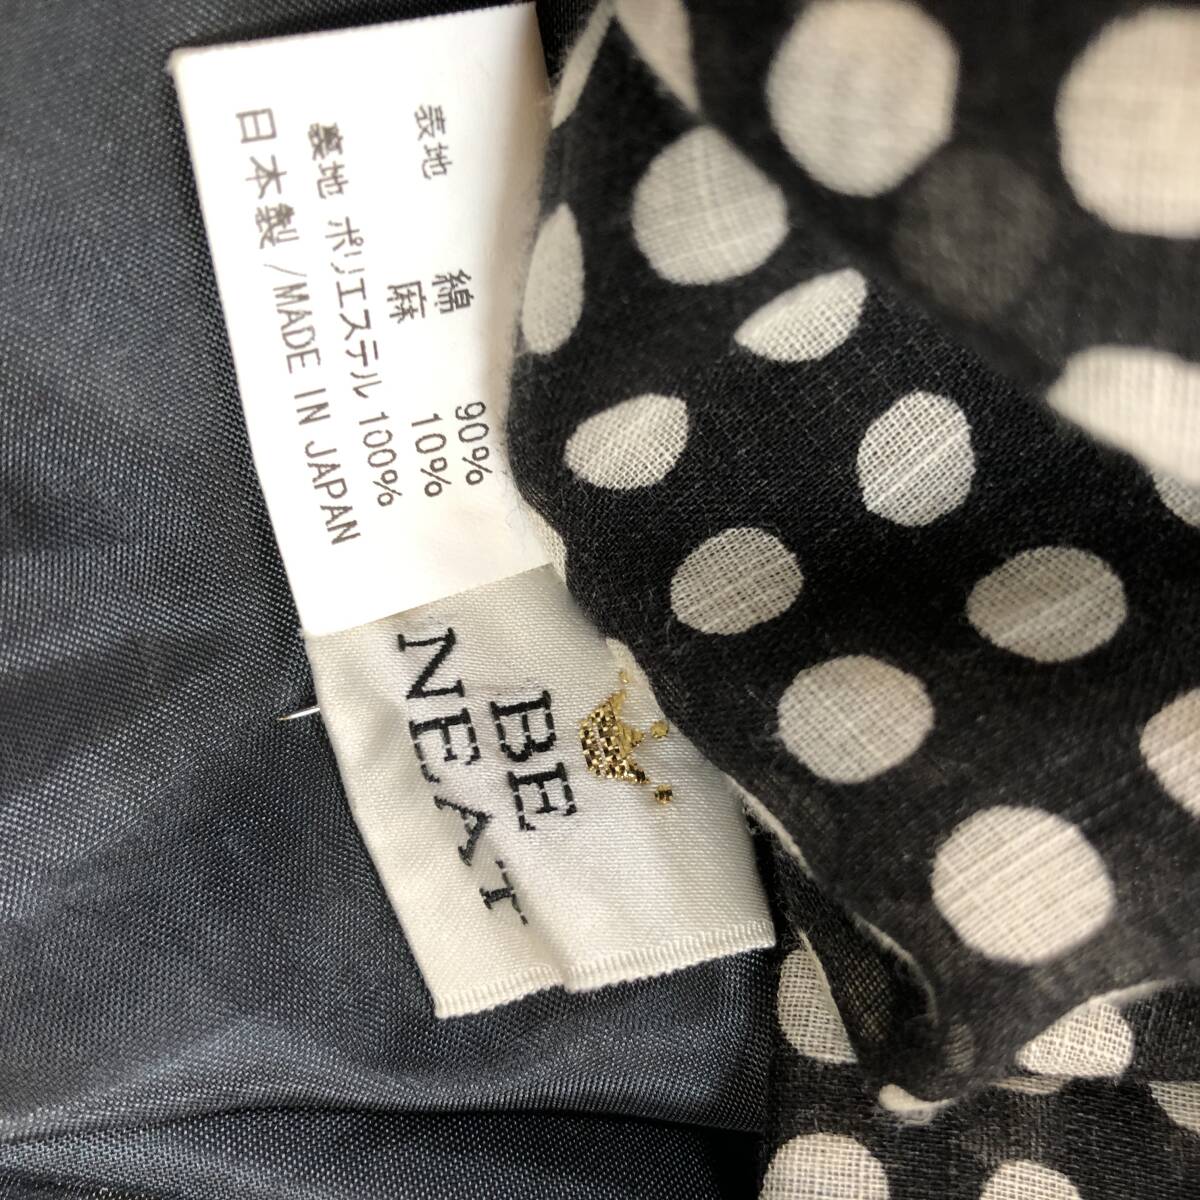 表地 綿 90%
麻 10%
裏地 ポリエステル 100%
日本製 /MADE IN JAPAN
BE
NEAT